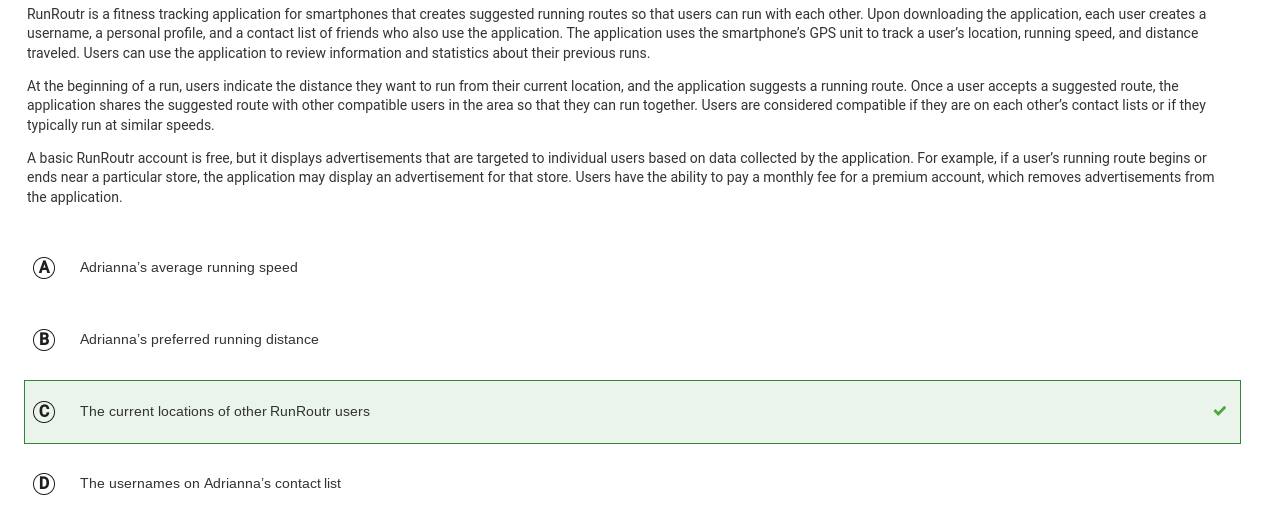 RunRoutr is a fitness tracking application for smartphones that creates suggested running routes so that users can run with each other. Upon downloading the application, each user creates a
username, a personal profile, and a contact list of friends who also use the application. The application uses the smartphone’s GPS unit to track a user’s location, running speed, and distance
traveled. Users can use the application to review information and statistics about their previous runs.
At the beginning of a run, users indicate the distance they want to run from their current location, and the application suggests a running route. Once a user accepts a suggested route, the
application shares the suggested route with other compatible users in the area so that they can run together. Users are considered compatible if they are on each other’s contact lists or if they
typically run at similar speeds.
A basic RunRoutr account is free, but it displays advertisements that are targeted to individual users based on data collected by the application. For example, if a user’s running route begins or
ends near a particular store, the application may display an advertisement for that store. Users have the ability to pay a monthly fee for a premium account, which removes advertisements from
the application.
A Adrianna’s average running speed
B Adrianna’s preferred running distance
C The current locations of other RunRoutr users
D The usernames on Adrianna’s contact list